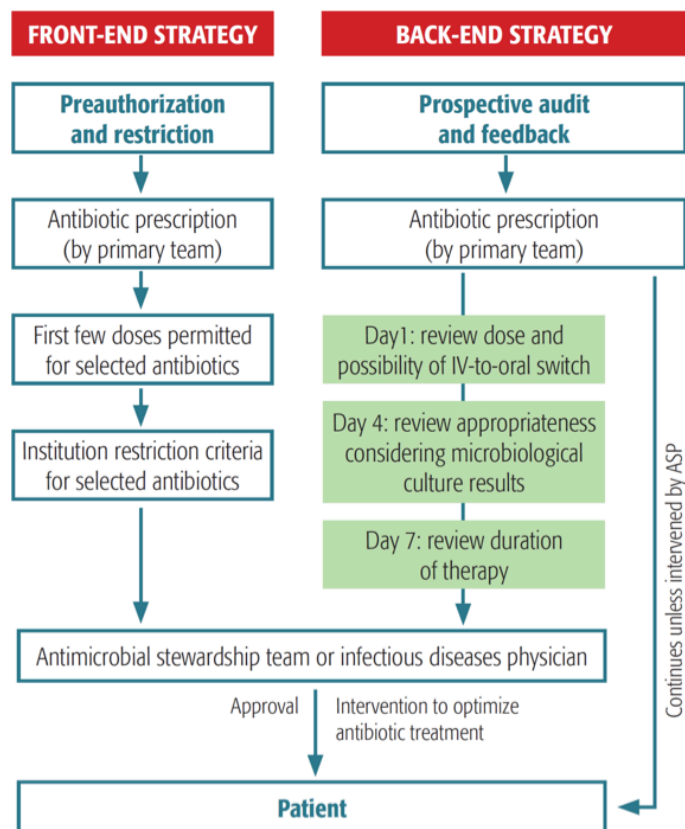 FRONT-END STRATEGY
Preauthorization
and restriction
Antibiotic prescription
(by primary team)
First few doses permitted
for selected antibiotics
Institution restriction criteria
for selected antibiotics
BACK-END STRATEGY
Prospective audit
and feedback
Antibiotic prescription
(by primary team)
Day1: review dose and
possibility of IV-to-oral switch
Day 4: review appropriateness
considering microbiological
culture results
Day 7: review duration
of therapy
Continues unless intervened by ASP
Antimicrobial stewardship team or infectious diseases physician
Approval
Intervention to optimize
antibiotic treatment
Patient